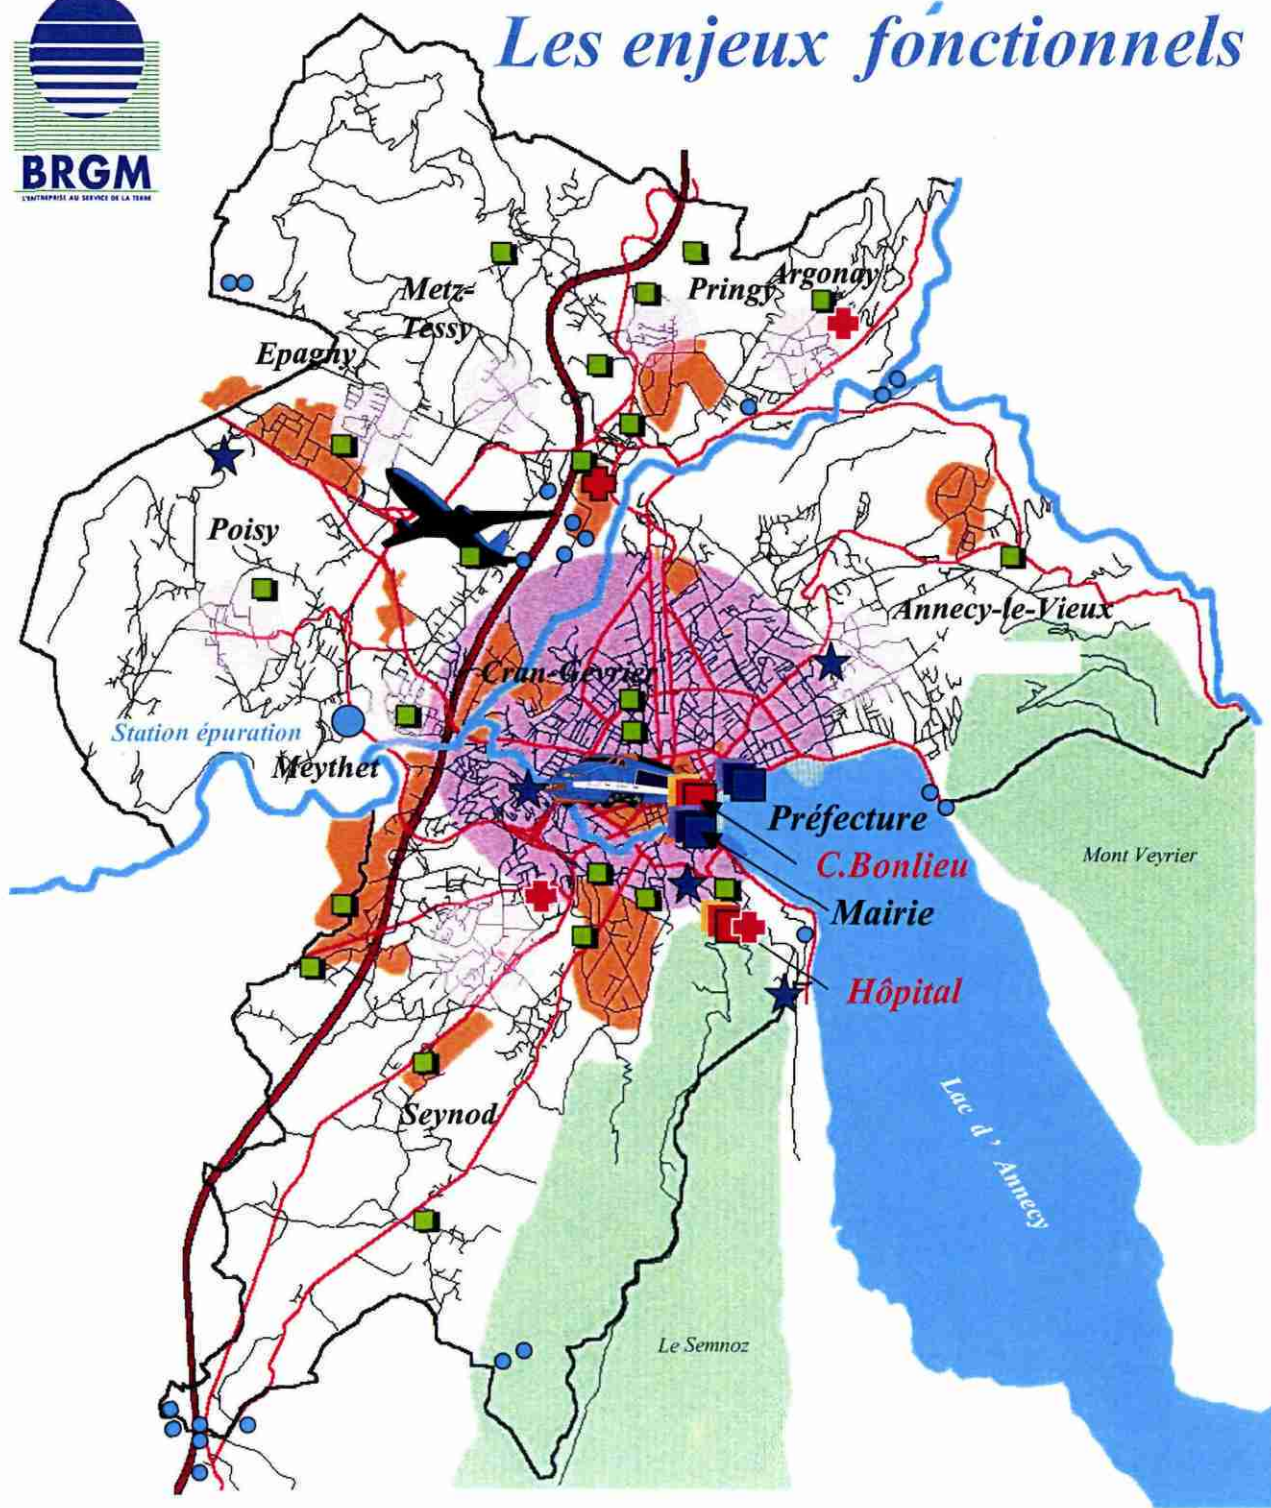 Les enjeux fonctionnels
BRGM
L'ENTREPRISE AU SERVICE DE LA TERRE
Argonay
Pringy
Metz-
Tessy
Epagny
Poisy
Annecy-le-Vieux
Cran-Gevrier
Station épuration
Meythet
Préfecture
Mont Veyrier
C.Bonlieu
Mairie
Hôpital
Lac d' Annecy
Seynod
Le Semnoz